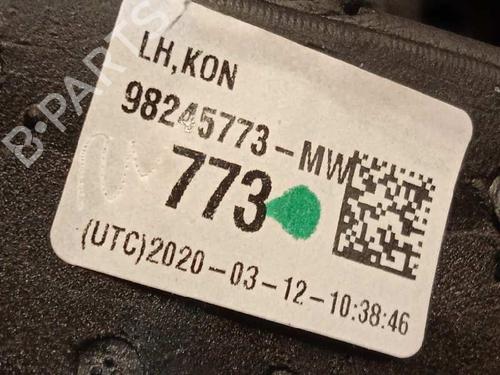 LH,KON
98245773-MW
773
(UTC)2020-03-12-10:38:46
B-PARTS